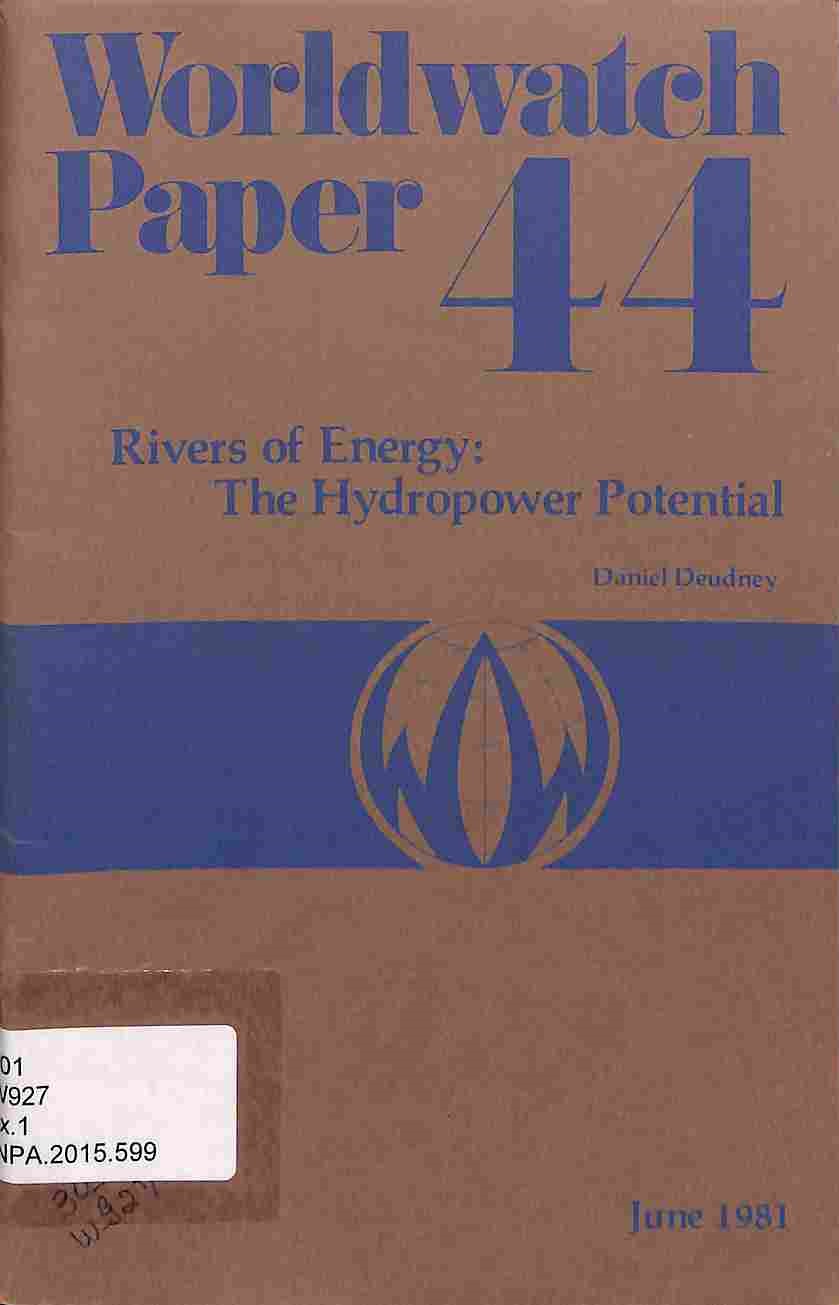 Worldwatch
Paper 44
Rivers of Energy:
The Hydropower Potential
Daniel Deudney
01
V927
x.1
NPA.2015.599
W927
June 1981